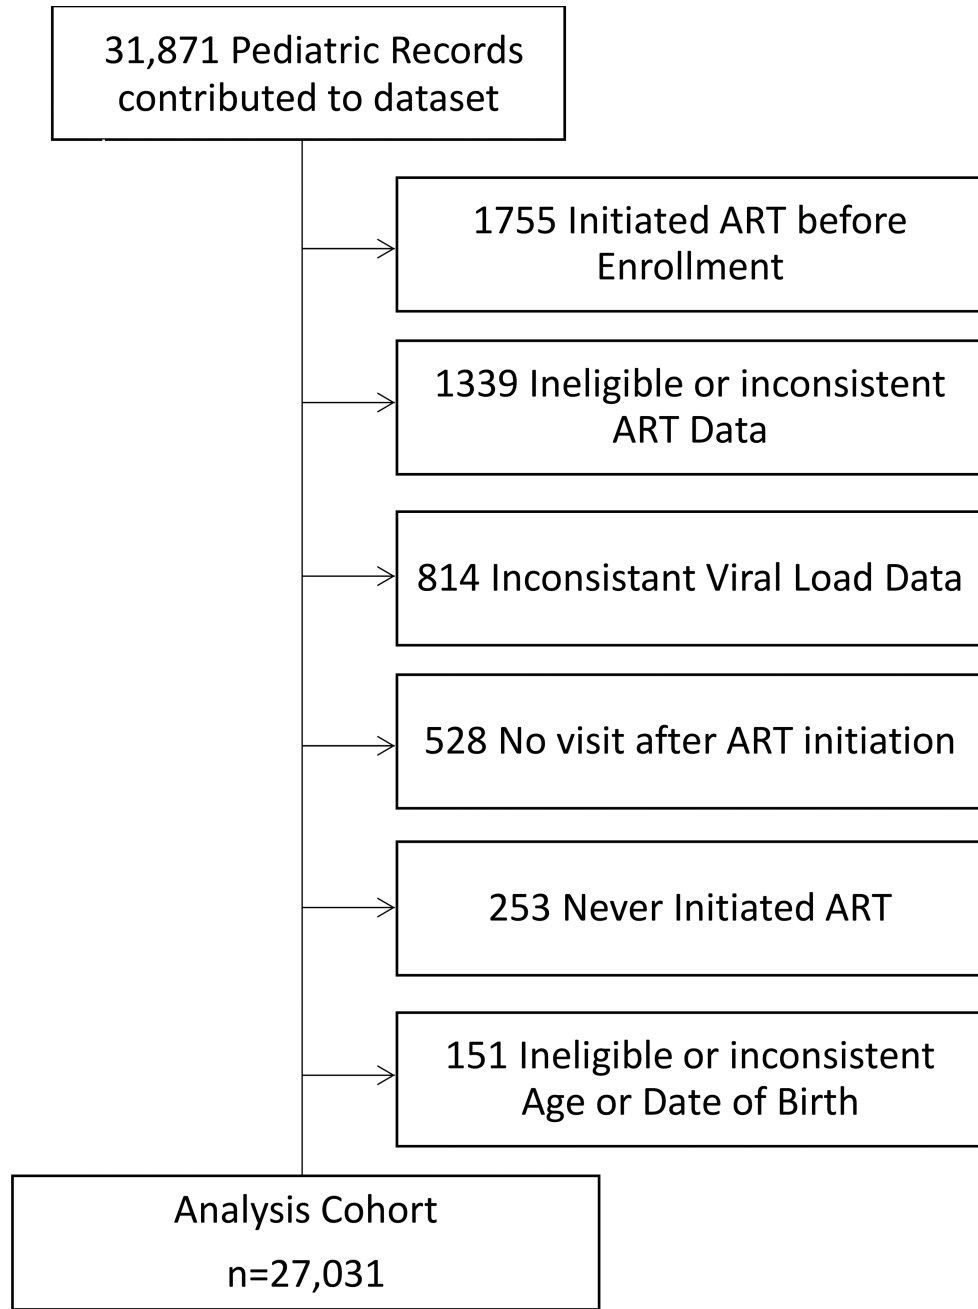 31,871 Pediatric Records
contributed to dataset
1755 Initiated ART before
Enrollment
1339 Ineligible or inconsistent
ART Data
814 Inconsistant Viral Load Data
528 No visit after ART initiation
253 Never Initiated ART
151 Ineligible or inconsistent
Age or Date of Birth
Analysis Cohort
n=27,031